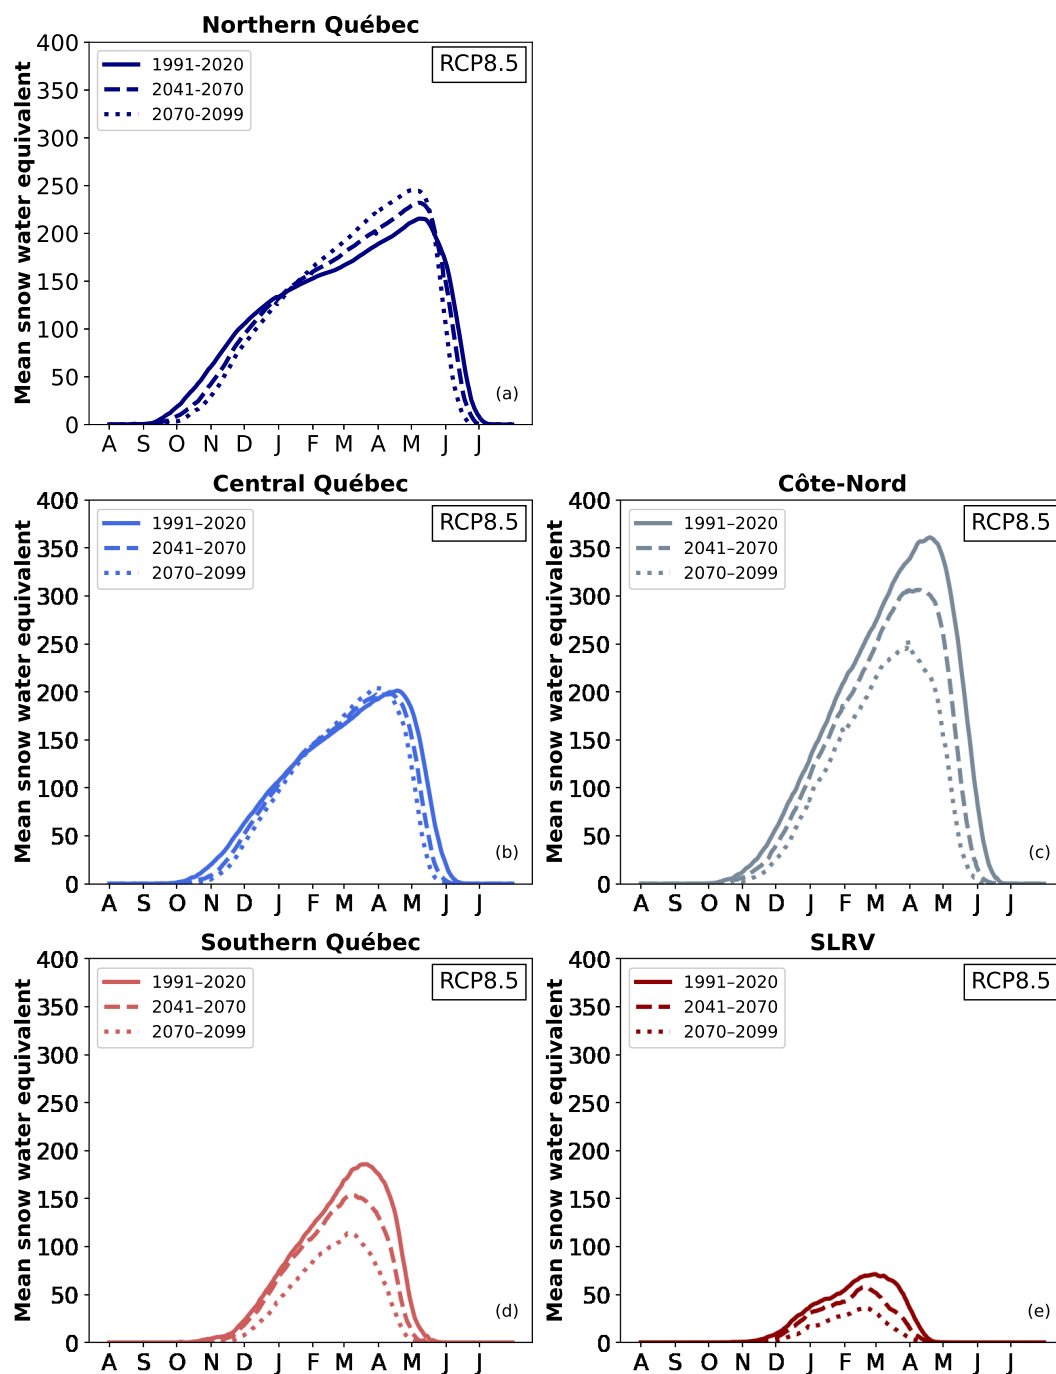 Northern Québec
Mean snow water equivalent
400
350
300
250
200
150
100
50
0
1991-2020
2041-2070
2070-2099
RCP8.5
(a)
A S O N D J F M A M J J
Central Québec
Mean snow water equivalent
400
350
300
250
200
150
100
50
0
1991–2020
2041–2070
2070–2099
RCP8.5
(b)
A S O N D J F M A M J J
Côte-Nord
Mean snow water equivalent
400
350
300
250
200
150
100
50
0
1991–2020
2041–2070
2070–2099
RCP8.5
(c)
A S O N D J F M A M J J
Southern Québec
Mean snow water equivalent
400
350
300
250
200
150
100
50
0
1991–2020
2041–2070
2070–2099
RCP8.5
(d)
A S O N D J F M A M J J
SLRV
Mean snow water equivalent
400
350
300
250
200
150
100
50
0
1991–2020
2041–2070
2070–2099
RCP8.5
(e)
A S O N D J F M A M J J